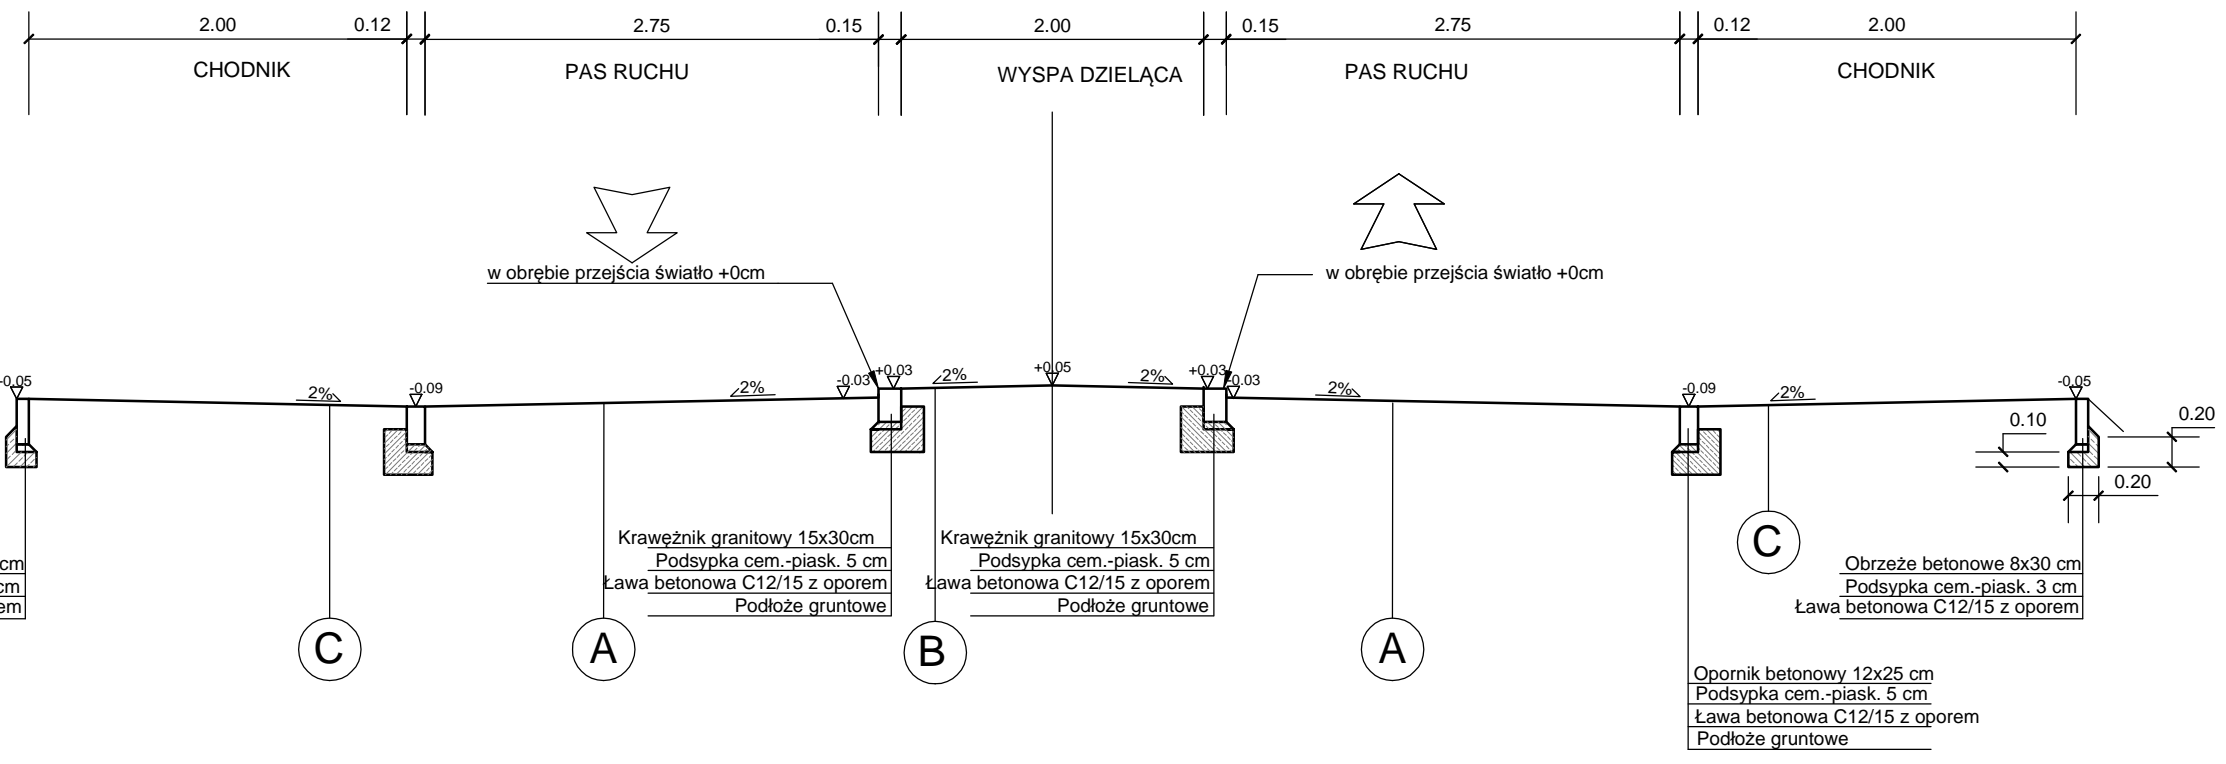 2.00 0.12 2.75 0.15 2.00 0.15 2.75 0.12 2.00
CHODNIK PAS RUCHU WYSPA DZIELĄCA PAS RUCHU CHODNIK
w obrębie przejścia światło +0cm w obrębie przejścia światło +0cm
-0.05 2% -0.09 2% -0.03 +0.03 2% +0.05 2% +0.03 -0.03 2% -0.09 2% -0.05
0.10 0.20
0.20
cm
cm
em
C
A
Krawężnik granitowy 15x30cm
Podsypka cem.-piask. 5 cm
Ława betonowa C12/15 z oporem
Podłoże gruntowe
B
Krawężnik granitowy 15x30cm
Podsypka cem.-piask. 5 cm
Ława betonowa C12/15 z oporem
Podłoże gruntowe
A
Opornik betonowy 12x25 cm
Podsypka cem.-piask. 5 cm
Ława betonowa C12/15 z oporem
Podłoże gruntowe
C
Obrzeże betonowe 8x30 cm
Podsypka cem.-piask. 3 cm
Ława betonowa C12/15 z oporem